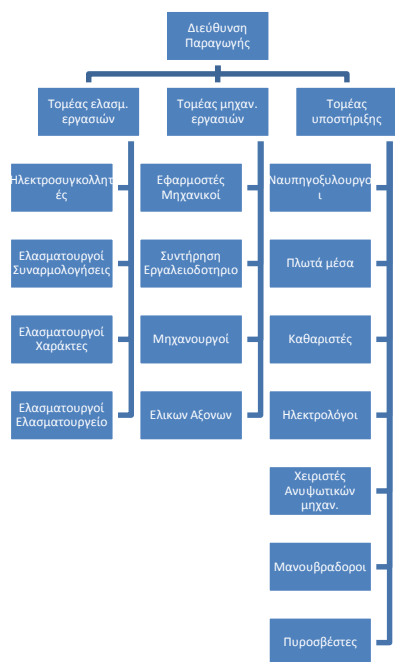 Διεύθυνση
Παραγωγής
Τομέας ελασμ.
εργασιών
Τομέας μηχαν.
εργασιών
Τομέας
υποστήριξης
Ηλεκτροσυγκολλητ
ές
Εφαρμοστές
Μηχανικοί
Ναυπηγοξυλουργο
ι
Ελασματουργοί
Συναρμολογήσεις
Συντήρηση
Εργαλειοδοτηριο
Πλωτά μέσα
Ελασματουργοί
Χαράκτες
Μηχανουργοί
Καθαριστές
Ελασματουργοί
Ελασματουργείο
Ελικων Αξονων
Ηλεκτρολόγοι
Χειριστές
Ανυψωτικών
μηχαν.
Μανουβραδοροι
Πυροσβέστες